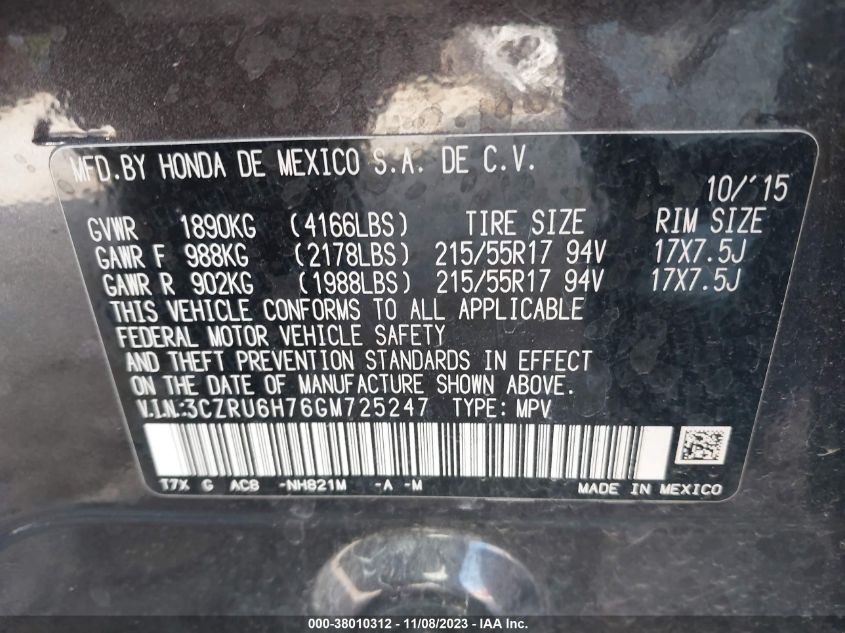 MFD.BY HONDA DE MEXICO S.A. DE C.V.
10/'15
GVWR 1890KG (4166LBS) TIRE SIZE RIM SIZE
GAWR F 988KG (2178LBS) 215/55R17 94V 17X7.5J
GAWR R 902KG (1988LBS) 215/55R17 94V 17X7.5J
THIS VEHICLE CONFORMS TO ALL APPLICABLE
FEDERAL MOTOR VEHICLE SAFETY
AND THEFT PREVENTION STANDARDS IN EFFECT
ON THE DATE OF MANUFACTURE SHOWN ABOVE.
V.I.N:3CZRU6H76GM725247 TYPE: MPV
T7X G AC8 -NH821M -A -M MADE IN MEXICO
000-38010312 - 11/08/2023 - IAA Inc.